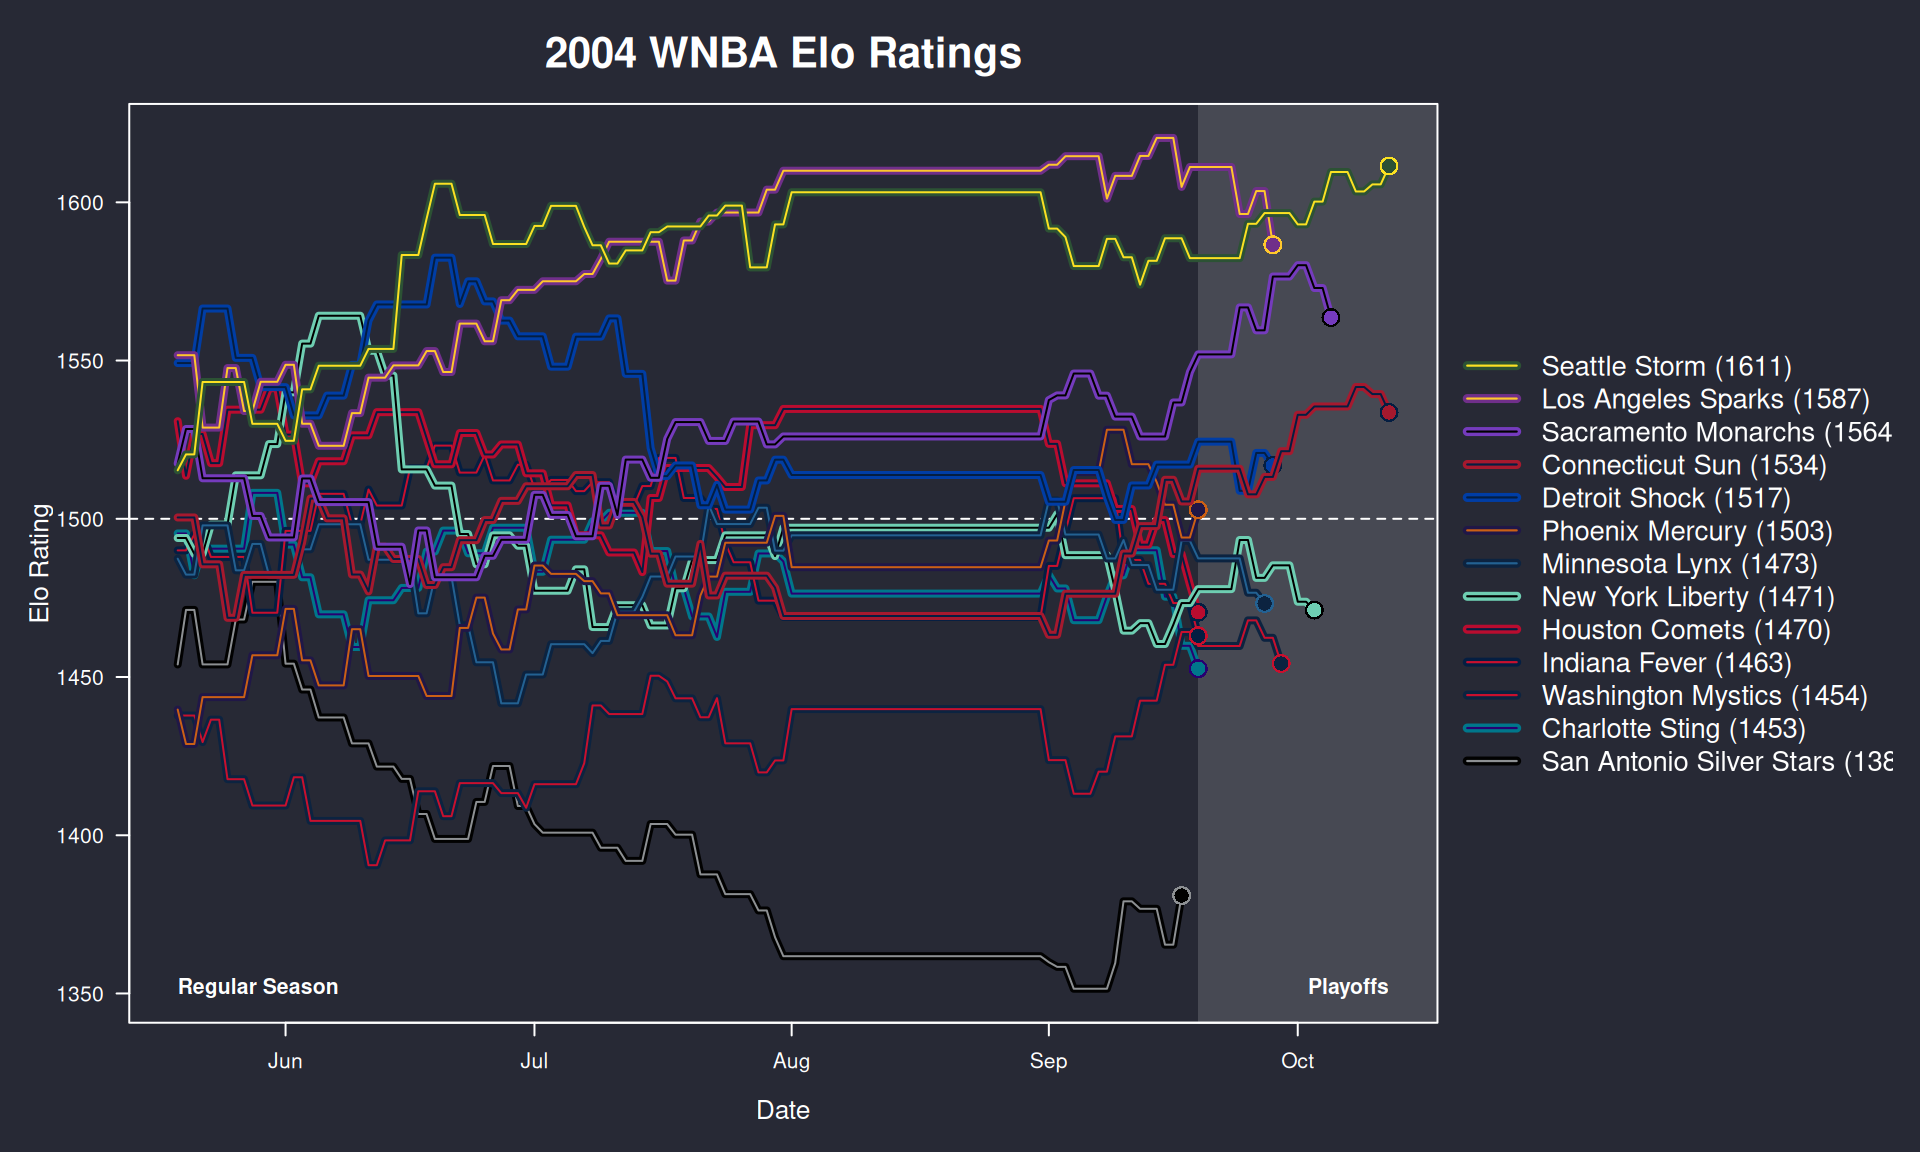 2004 WNBA Elo Ratings
Elo Rating
1600
1550
1500
1450
1400
1350
Regular Season
Playoffs
Jun
Jul
Aug
Sep
Oct
Date
Seattle Storm (1611)
Los Angeles Sparks (1587)
Sacramento Monarchs (1564
Connecticut Sun (1534)
Detroit Shock (1517)
Phoenix Mercury (1503)
Minnesota Lynx (1473)
New York Liberty (1471)
Houston Comets (1470)
Indiana Fever (1463)
Washington Mystics (1454)
Charlotte Sting (1453)
San Antonio Silver Stars (138